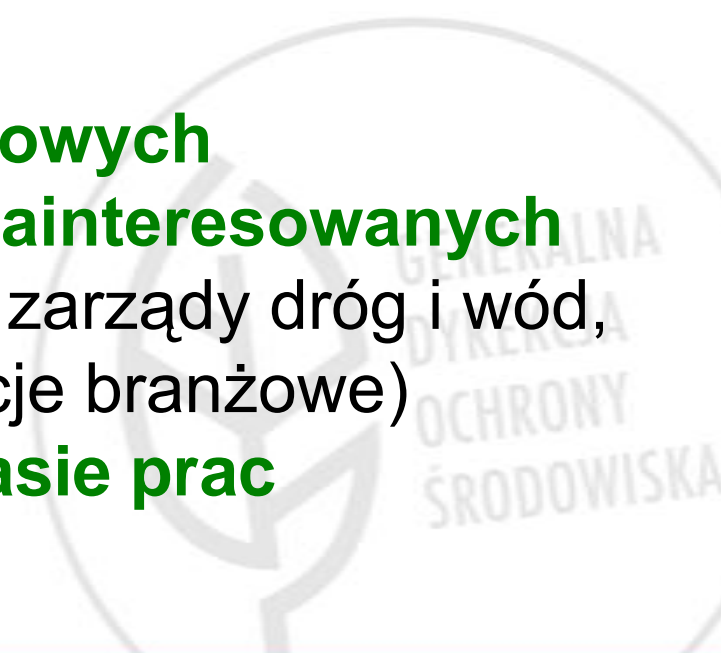 owych
ainteresowanych
zarządy dróg i wód,
cje branżowe)
asie prac
GENERALNA
DYREKCJA
OCHRONY
ŚRODOWISKA